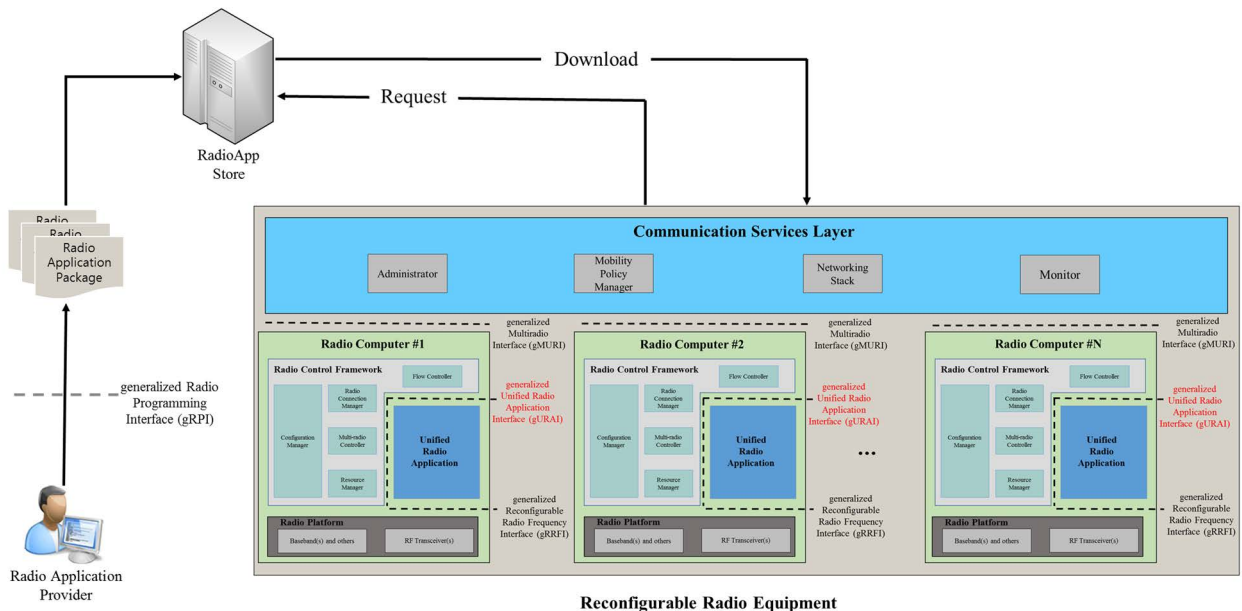 Download
Request
RadioApp
Store
Radio
Radio
Radio
Application
Package
generalized Radio
Programming
Interface (gRPI)
Radio Application
Provider
Communication Services Layer
Administrator
Mobility
Policy
Manager
Networking
Stack
Monitor
generalized
Multiradio
Interface (gMURI)
generalized
Multiradio
Interface (gMURI)
generalized
Multiradio
Interface (gMURI)
Radio Computer #1
Radio Control Framework
Flow Controller
Configuration
Manager
Radio
Connection
Manager
Multi-radio
Controller
Resource
Manager
Unified
Radio
Application
generalized
Unified Radio
Application
Interface (gURAI)
generalized
Reconfigurable
Radio Frequency
Interface (gRRFI)
Radio Platform
Baseband(s) and others
RF Transceiver(s)
Radio Computer #2
Radio Control Framework
Flow Controller
Configuration
Manager
Radio
Connection
Manager
Multi-radio
Controller
Resource
Manager
Unified
Radio
Application
generalized
Unified Radio
Application
Interface (gURAI)
...
generalized
Reconfigurable
Radio Frequency
Interface (gRRFI)
Radio Platform
Baseband(s) and others
RF Transceiver(s)
Radio Computer #N
Radio Control Framework
Flow Controller
Configuration
Manager
Radio
Connection
Manager
Multi-radio
Controller
Resource
Manager
Unified
Radio
Application
generalized
Unified Radio
Application
Interface (gURAI)
generalized
Reconfigurable
Radio Frequency
Interface (gRRFI)
Radio Platform
Baseband(s) and others
RF Transceiver(s)
Reconfigurable Radio Equipment